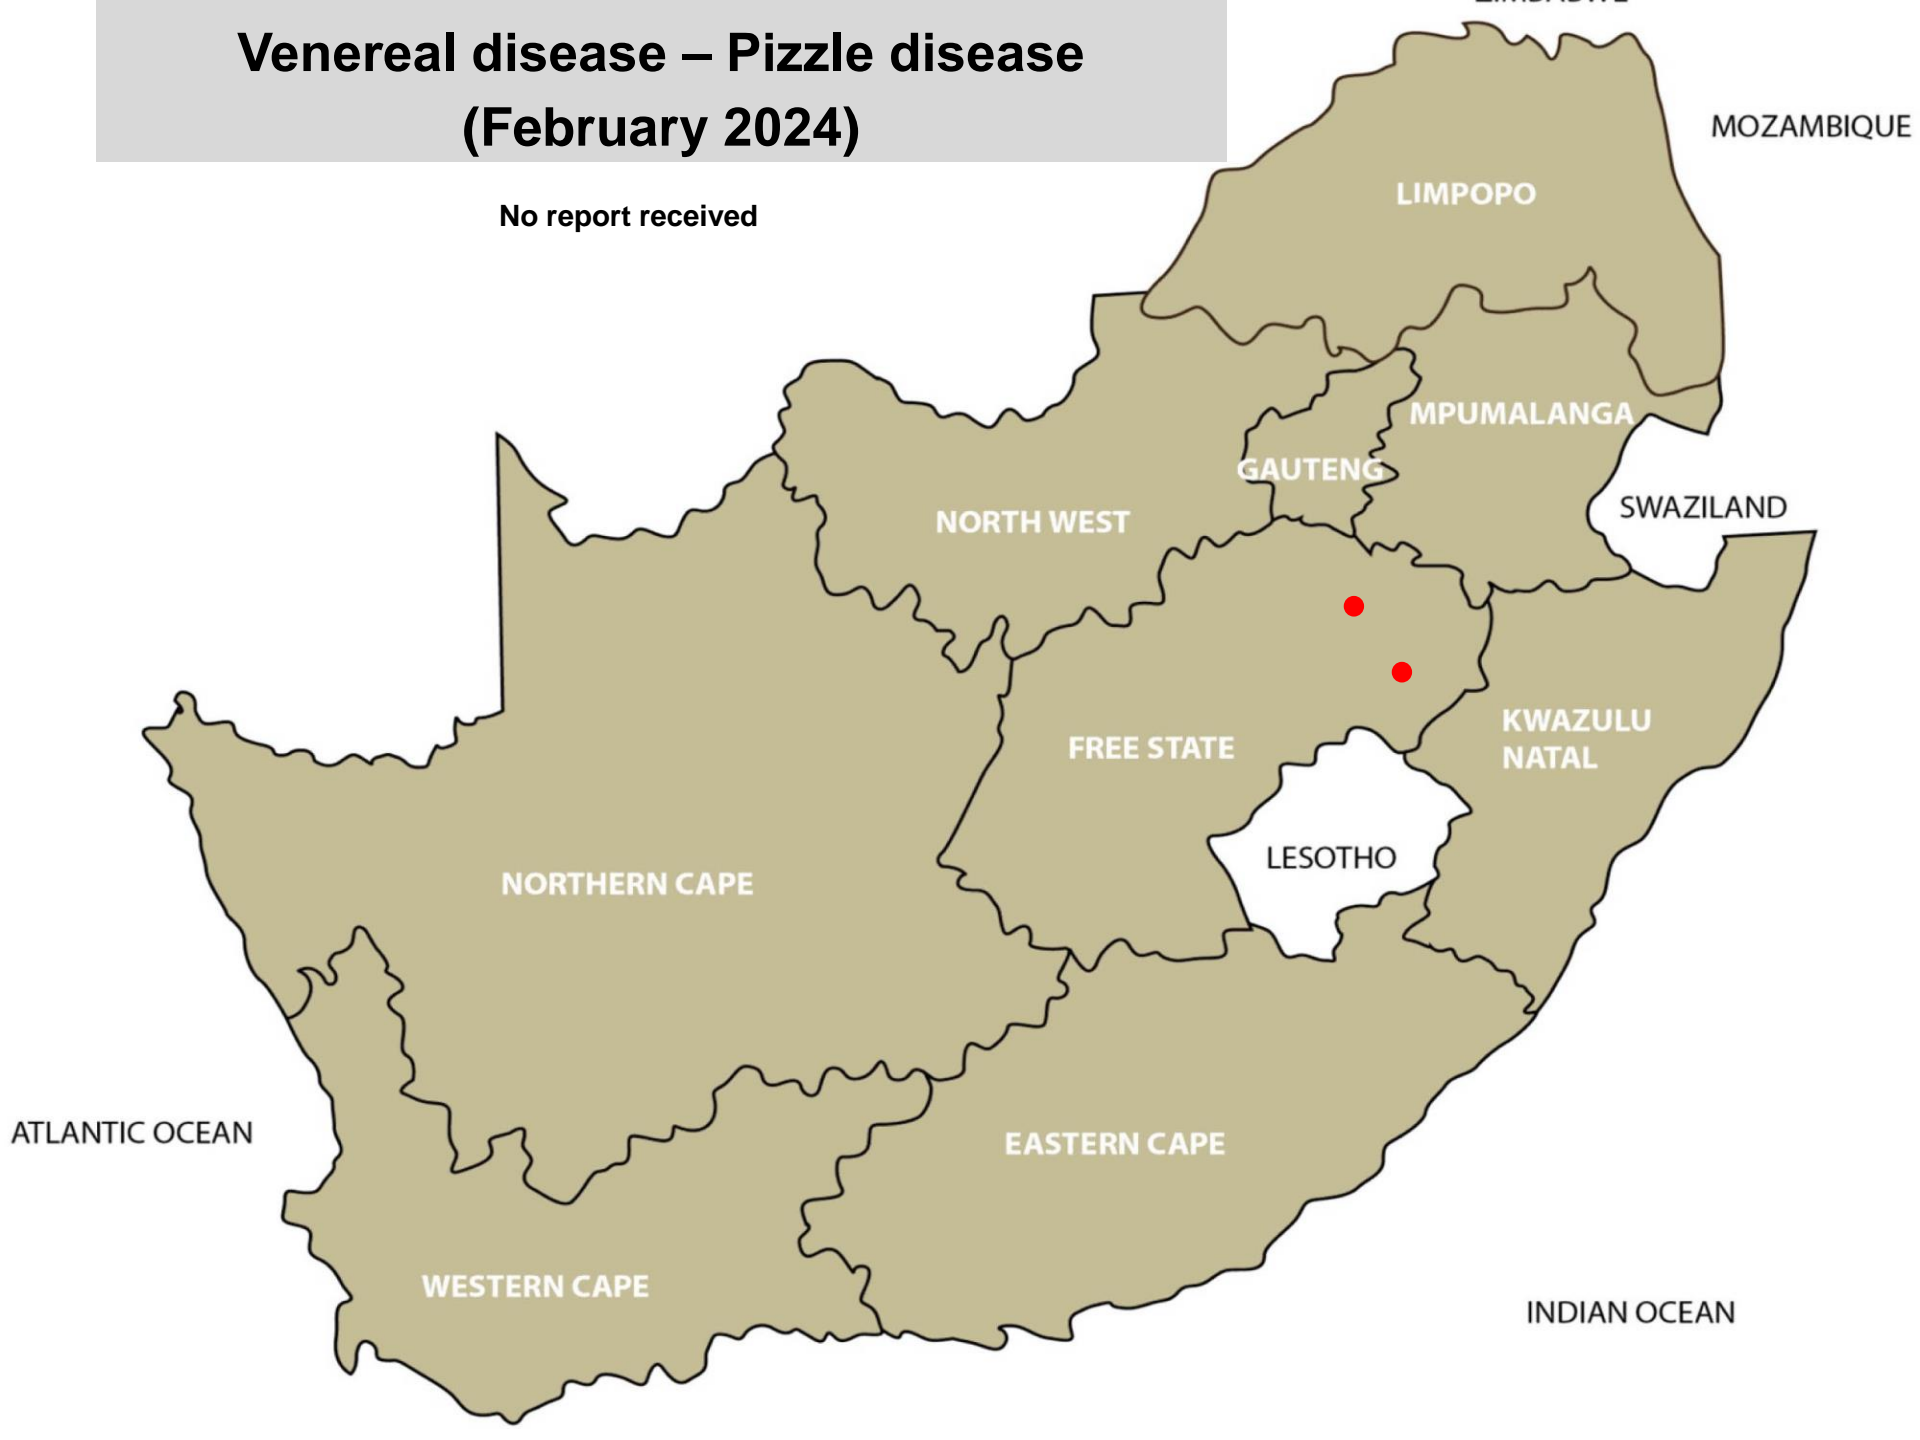 Venereal disease – Pizzle disease
(February 2024)
No report received
MOZAMBIQUE
LIMPOPO
MPUMALANGA
GAUTENG
SWAZILAND
NORTH WEST
KWAZULU
NATAL
FREE STATE
LESOTHO
NORTHERN CAPE
ATLANTIC OCEAN
EASTERN CAPE
WESTERN CAPE
INDIAN OCEAN